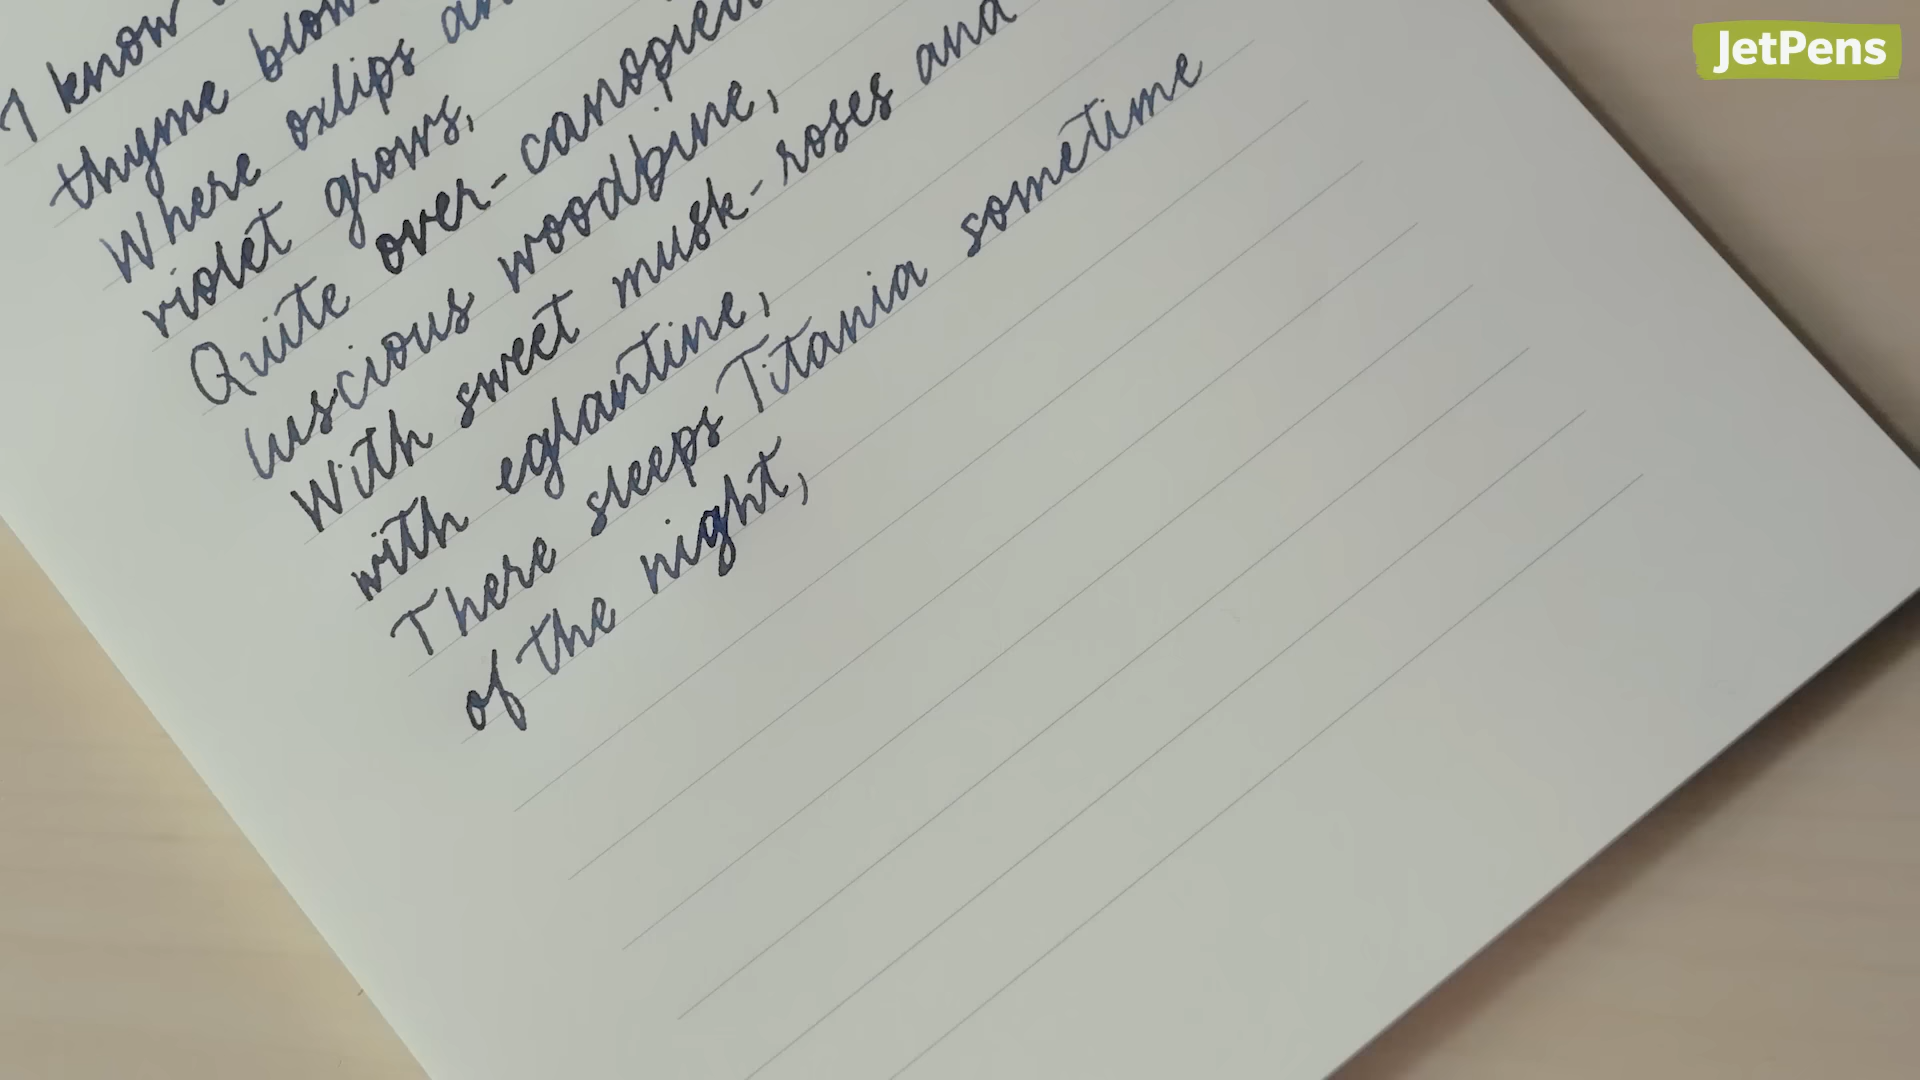 JetPens
I know
thyme
Where oxlips
violet grows,
Quite over-canopied
luscious woodbine,
With sweet musk-roses and
with eglantine,
There sleeps Titania sometime
of the night,